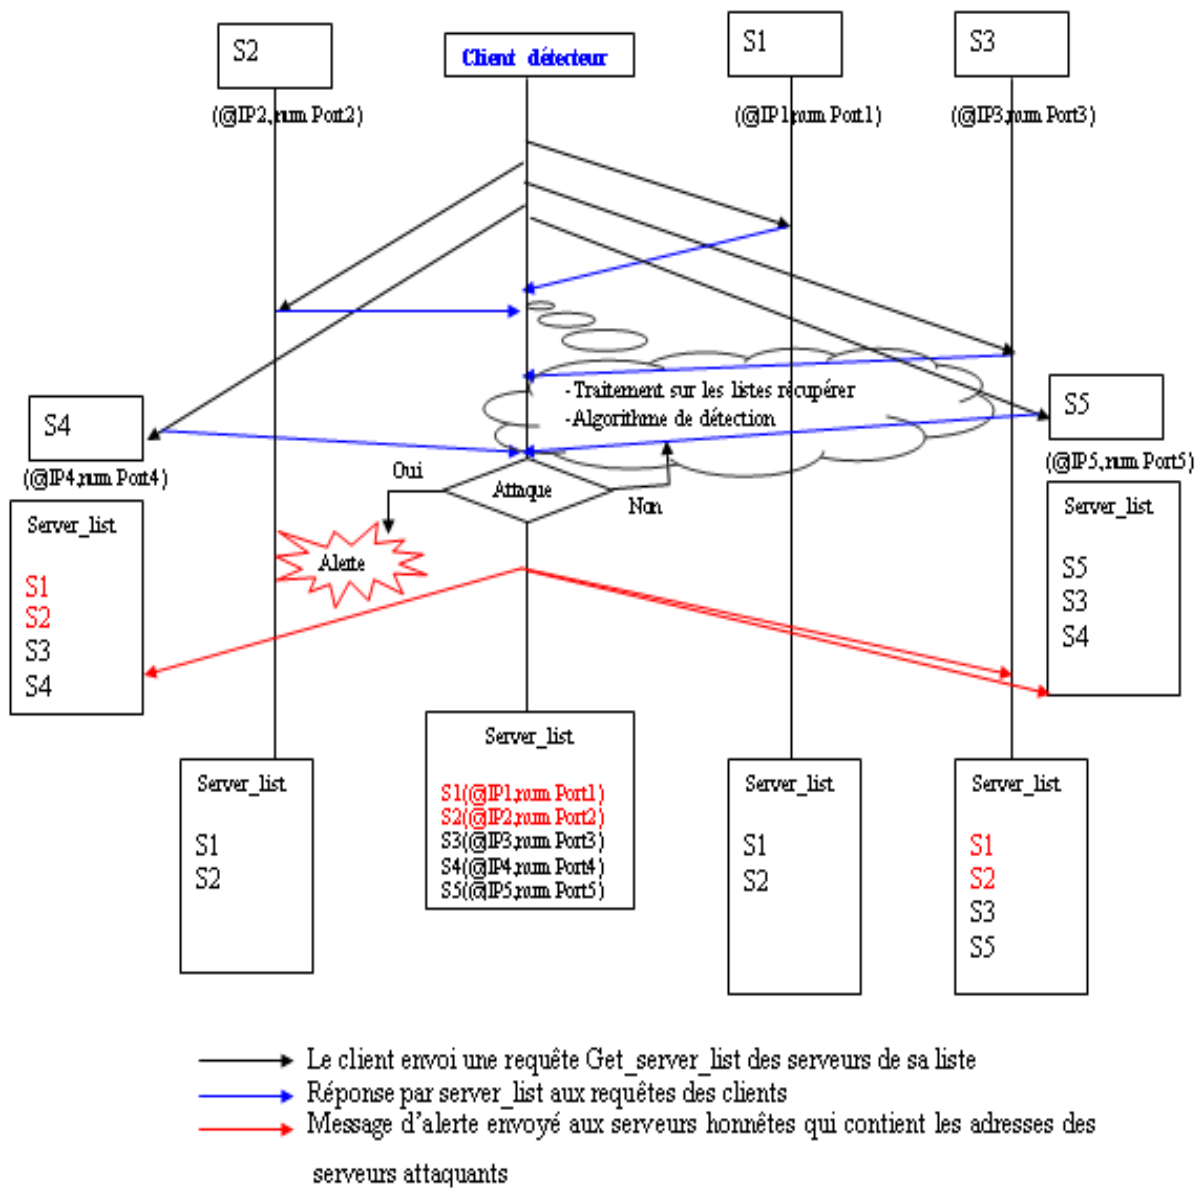 S2
Client détecteur
S1
S3
(@IP2,num Port2)
(@IP1,num Port1)
(@IP3,num Port3)
-Traitement sur les listes récupérer
-Algorithme de détection
S4
(@IP4,num Port4)
S5
(@IP5,num Port5)
Oui
Attaque
Non
Alerte
Server_list
S1
S2
S3
S4
Server_list
S5
S3
S4
Server_list
S1
S2
Server_list
S1(@IP1,num Port1)
S2(@IP2,num Port2)
S3(@IP3,num Port3)
S4(@IP4,num Port4)
S5(@IP5,num Port5)
Server_list
S1
S2
Server_list
S1
S2
S3
S5
Le client envoi une requête Get_server_list des serveurs de sa liste
Réponse par server_list aux requêtes des clients
Message d'alerte envoyé aux serveurs honnêtes qui contient les adresses des
serveurs attaquants